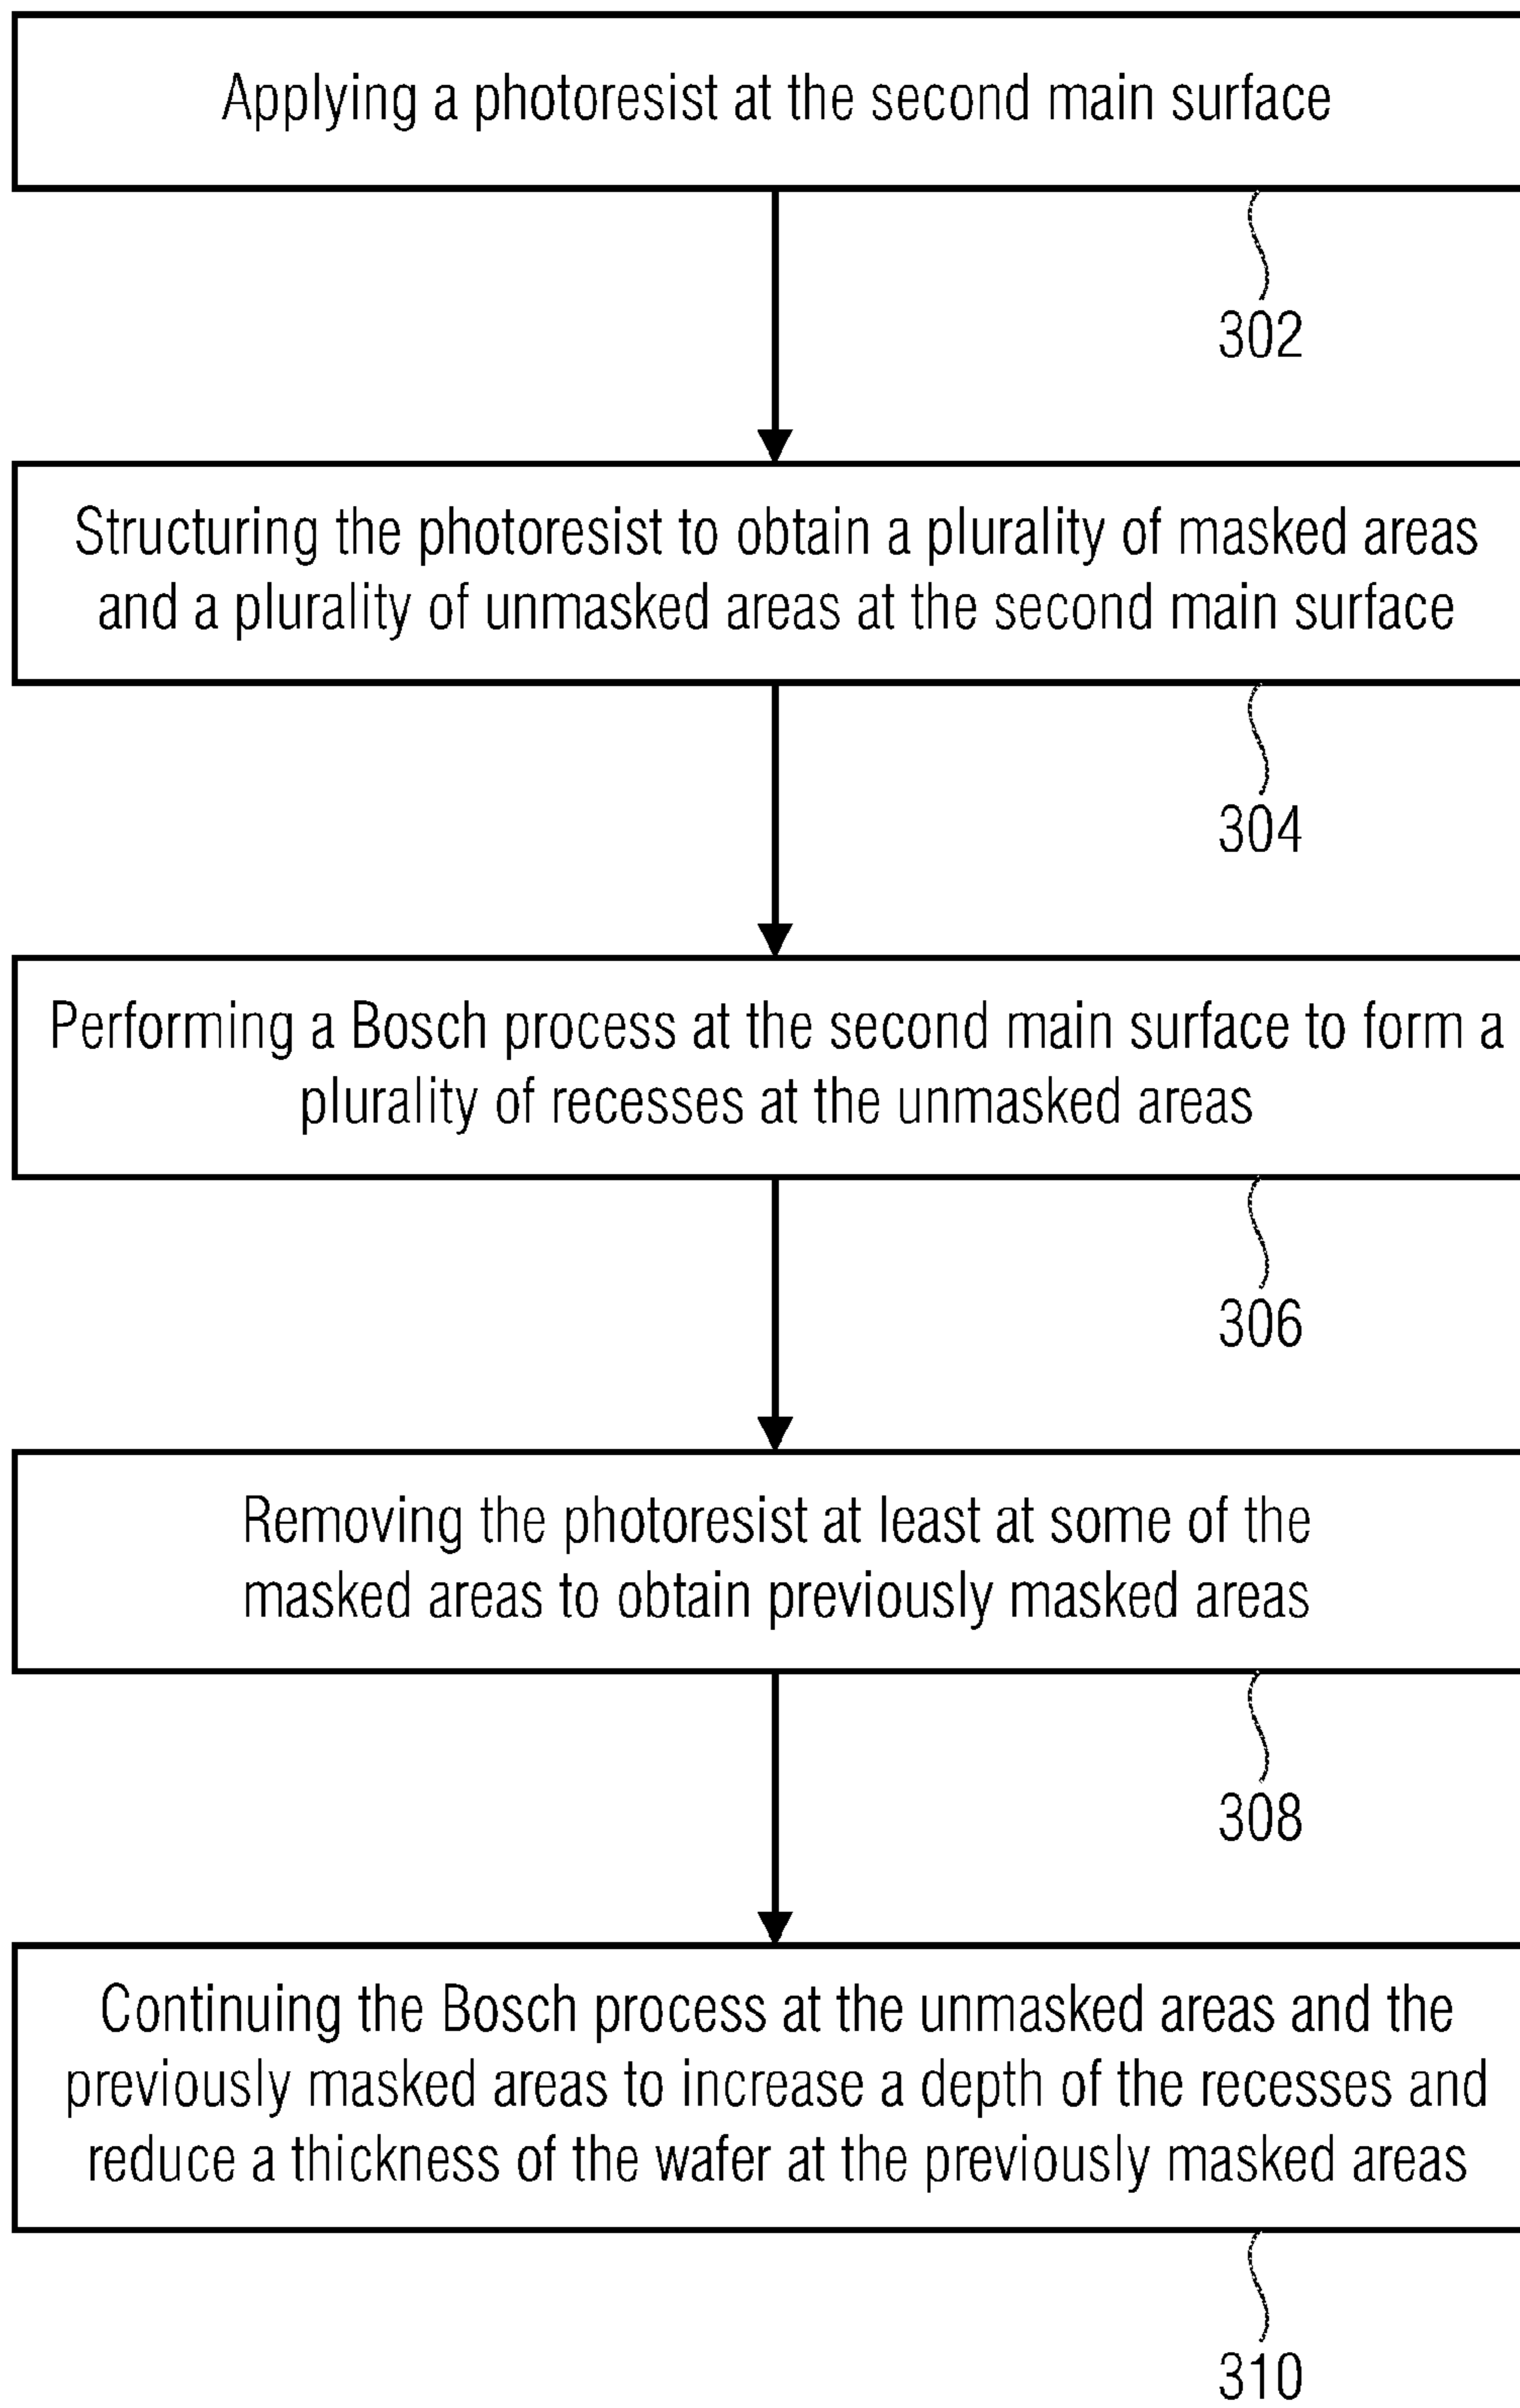 Applying a photoresist at the second main surface
302
Structuring the photoresist to obtain a plurality of masked areas
and a plurality of unmasked areas at the second main surface
304
Performing a Bosch process at the second main surface to form a
plurality of recesses at the unmasked areas
306
Removing the photoresist at least at some of the
masked areas to obtain previously masked areas
308
Continuing the Bosch process at the unmasked areas and the
previously masked areas to increase a depth of the recesses and
reduce a thickness of the wafer at the previously masked areas
310